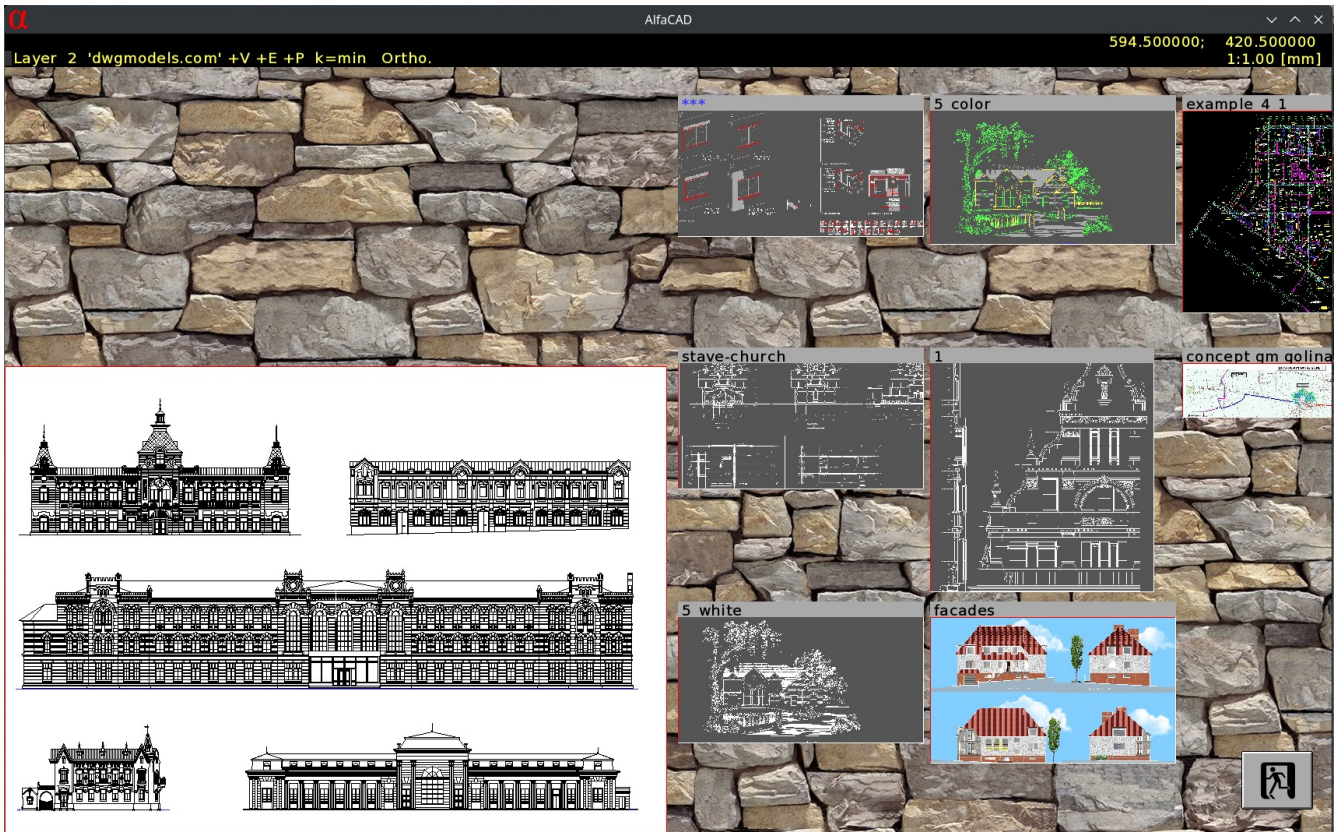 α
AlfaCAD
594.500000; 420.500000
Layer 2 'dwgmodels.com' +V +E +P k=min Ortho.
1:1.00 [mm]
***
5 color
example 4 1
stave-church
1
concept gm golina
5 white
facades